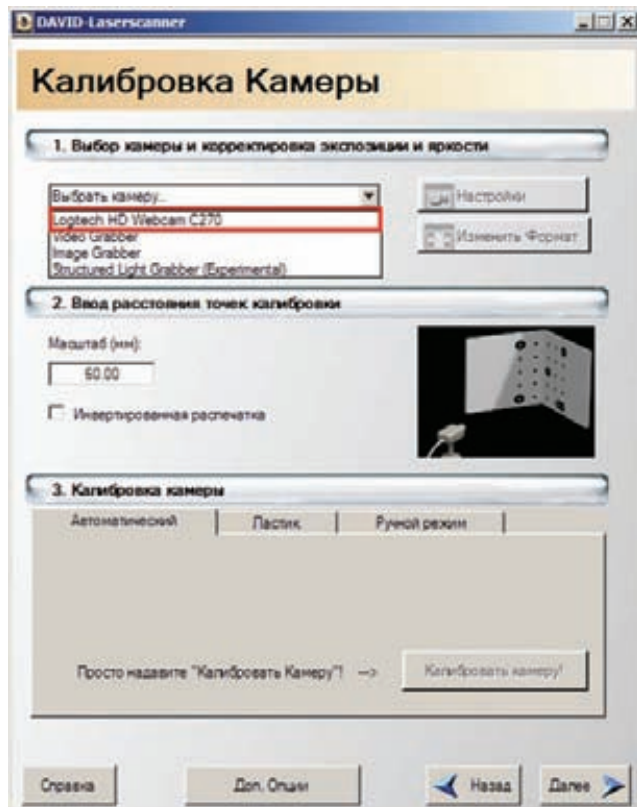 DAVID-Laserscanner
Калибровка Камеры
1. Выбор камеры и корректировка экспозиции и яркости
Выбрать камеру...
Logitech HD Webcam C270
Video Grabber
Image Grabber
Structured Light Grabber (Experimental)
Настройки
Изменить Формат
2. Ввод расстояния точек калибровки
Масштаб (мм):
60.00
Инвертированная распечатка
3. Калибровка камеры
Автоматический
Ластик
Ручной режим
Просто надавите "Калибровать Камеру"! -->
Калибровать камеру!
Справка
Доп. Опции
Назад
Далее